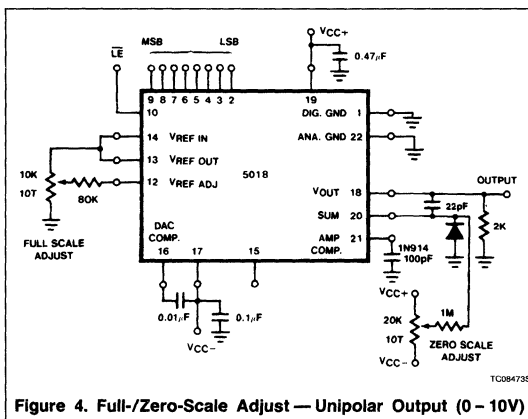 VCC+
MSB LSB
LE
0.47μF
9 8 7 6 5 4 3 2 19
10 DIG. GND 1
14 VREF IN ANA. GND 22
13 VREF OUT
5018
10K
10T
80K
12 VREF ADJ VOUT 18 OUTPUT
22pF
SUM 20
2K
FULL SCALE
ADJUST
DAC
COMP.
AMP
COMP. 21
1N914
100pF
16 17 15
0.01μF 0.1μF
VCC-
VCC+
20K
10T
1M
ZERO SCALE
ADJUST
VCC-
TC08473S
Figure 4. Full-/Zero-Scale Adjust — Unipolar Output (0 – 10V)